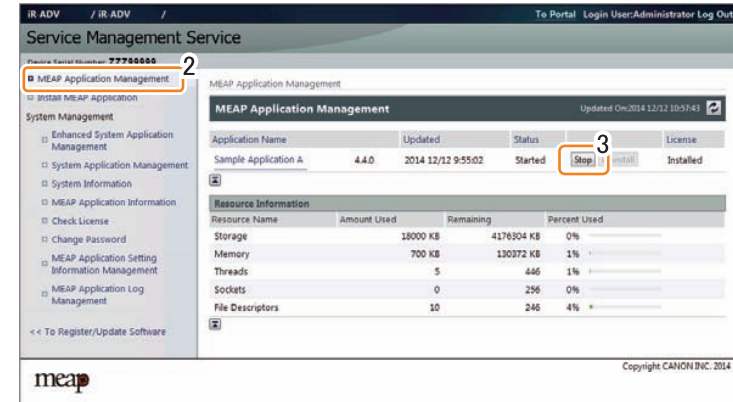 iR-ADV / iR-ADV / To Portal Login User:Administrator Log Out
Service Management Service
Device Serial Number: ZZZ99999
2
MEAP Application Management
Install MEAP Application
System Management
Enhanced System Application
Management
System Application Management
System Information
MEAP Application Information
Check License
Change Password
MEAP Application Setting
Information Management
MEAP Application Log
Management
<< To Register/Update Software
MEAP Application Management
MEAP Application Management Updated On:2014 12/12 10:57:43
3
Application Name Updated Status License
Sample Application A 4.4.0 2014 12/12 9:55:02 Started Stop Installed
Resource Information
Resource Name Amount Used Remaining Percent Used
Storage 18000 KB 4176304 KB 0%
Memory 700 KB 130372 KB 1%
Threads 5 446 1%
Sockets 0 256 0%
File Descriptors 10 246 4%
Copyright CANON INC. 2014
meap